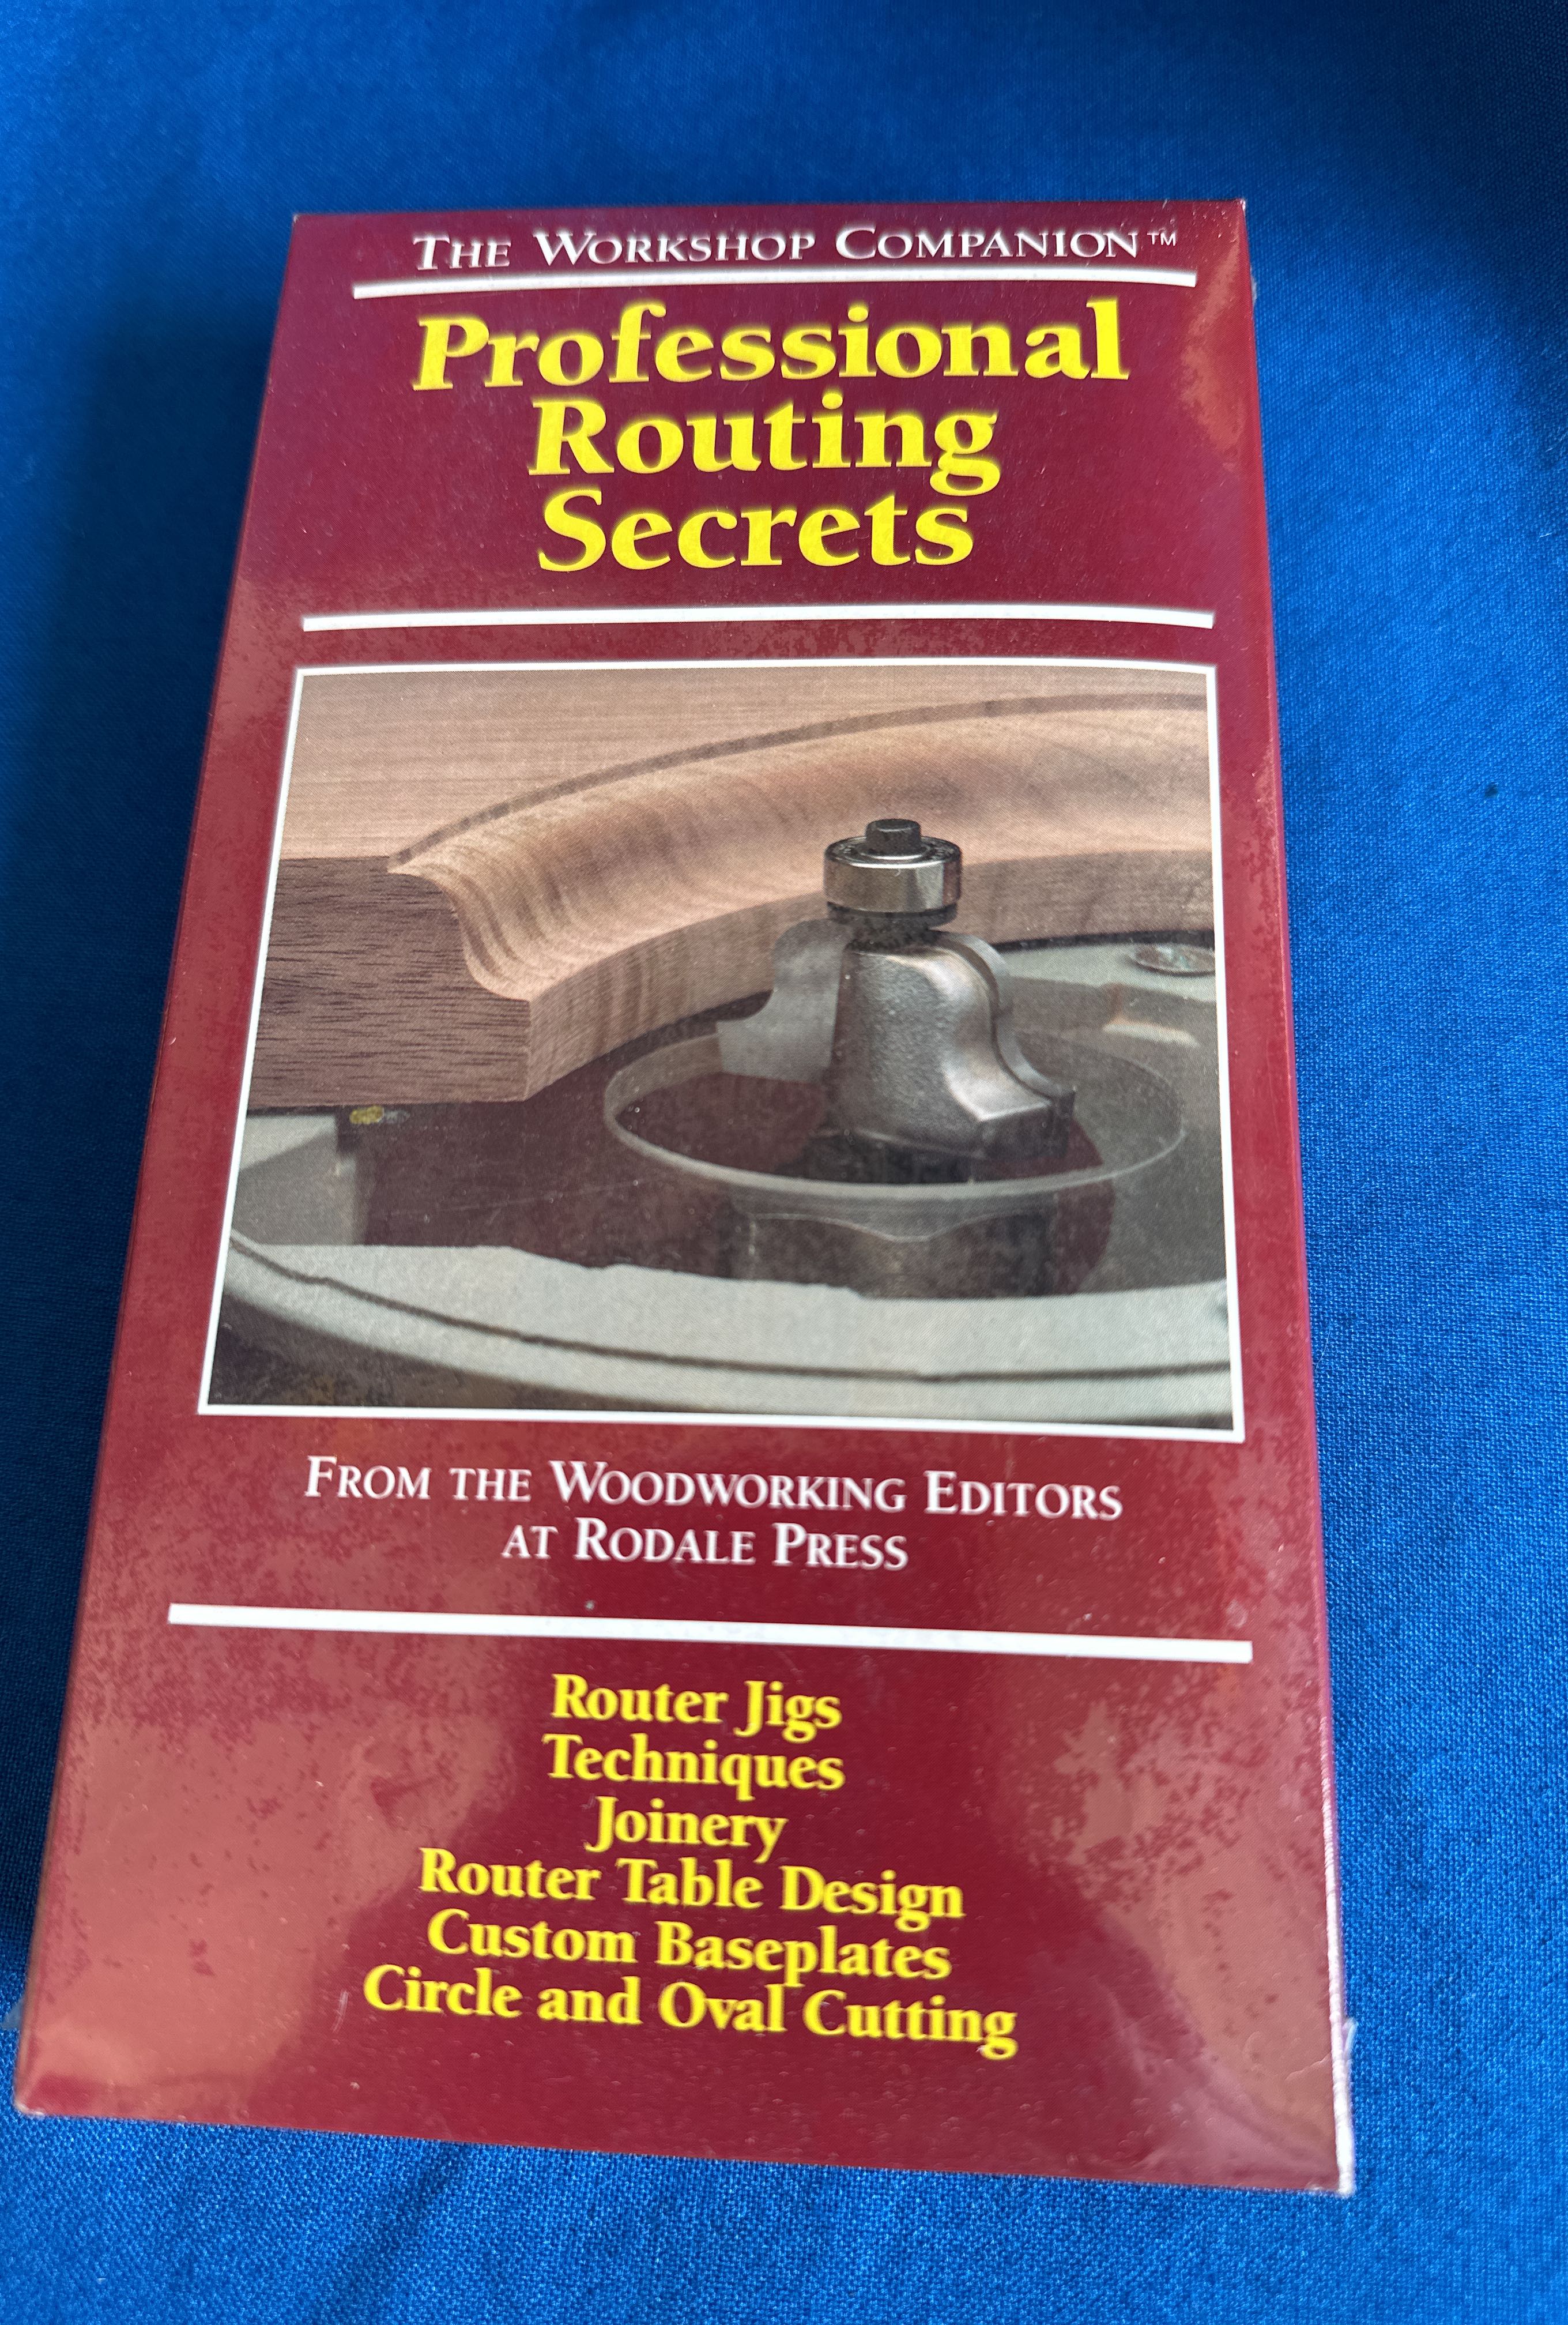 THE WORKSHOP COMPANION™
Professional
Routing
Secrets
FROM THE WOODWORKING EDITORS
AT RODALE PRESS
Router Jigs
Techniques
Joinery
Router Table Design
Custom Baseplates
Circle and Oval Cutting